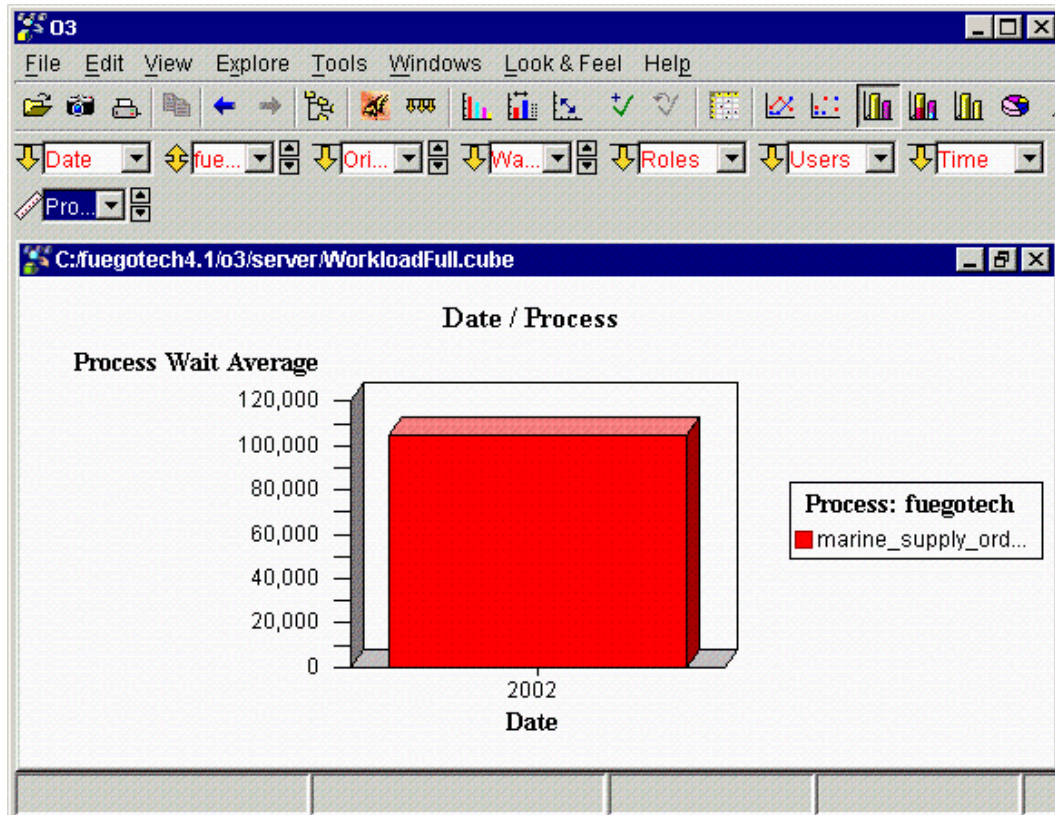 O3
File Edit View Explore Tools Windows Look & Feel Help
Date fue... Ori... Wa... Roles Users Time
Pro...
C:/fuegotech4.1/o3/server/WorkloadFull.cube
Date / Process
Process Wait Average
120,000
100,000
80,000
60,000
40,000
20,000
0
2002
Date
Process: fuegotech
marine_supply_ord...